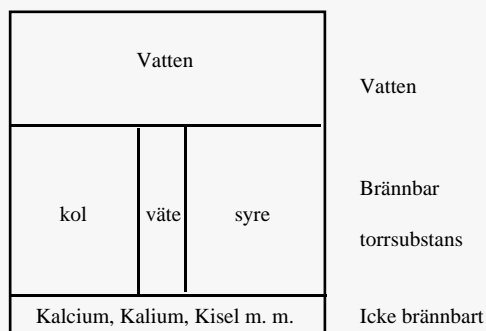 Vatten
Vatten
kol väte syre
Brännbar
torrsubstans
Kalcium, Kalium, Kisel m. m.
Icke brännbart